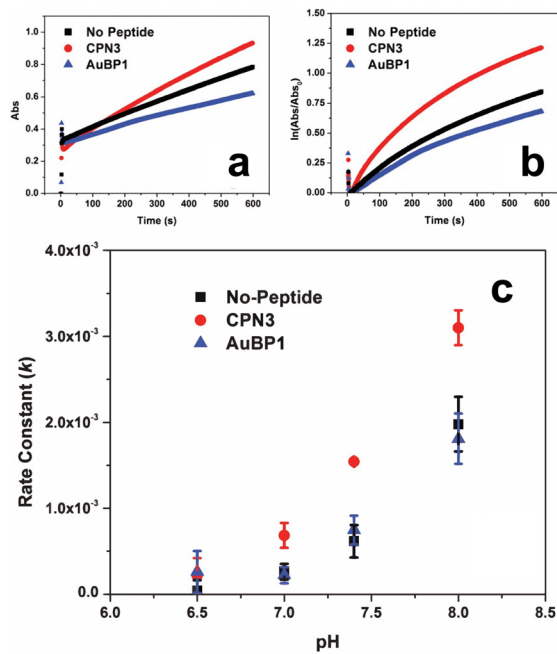 No Peptide
CPN3
AuBP1
Abs
1.0
0.8
0.6
0.4
0.2
0.0
0 100 200 300 400 500 600
Time (s)
a
No Peptide
CPN3
AuBP1
ln(Abs/Abs₀)
1.25
1.00
0.75
0.50
0.25
0.00
0 100 200 300 400 500 600
Time (s)
b
c
No-Peptide
CPN3
AuBP1
Rate Constant (k)
4.0x10⁻³
3.0x10⁻³
2.0x10⁻³
1.0x10⁻³
0.0
6.0 6.5 7.0 7.5 8.0 8.5
pH